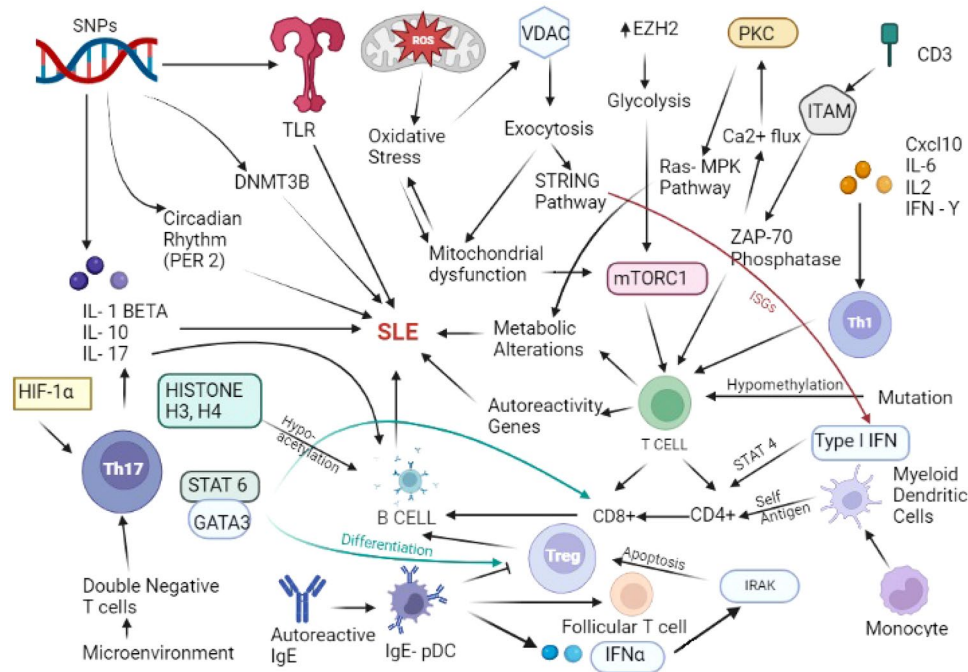 SNPs
TLR
ROS
VDAC
EZH2
PKC
CD3
ITAM
Oxidative
Stress
Exocytosis
Glycolysis
Ca2+ flux
Cxcl10
IL-6
IL2
IFN - Y
DNMT3B
STRING
Pathway
Ras- MPK
Pathway
Circadian
Rhythm
(PER 2)
Mitochondrial
dysfunction
ZAP-70
Phosphatase
mTORC1
ISGs
Th1
IL- 1 BETA
IL- 10
IL- 17
SLE
Metabolic
Alterations
HIF-1α
HISTONE
H3, H4
Hypo-
acetylation
Autoreactivity
Genes
Hypomethylation
Mutation
T CELL
Th17
STAT 6
GATA3
B CELL
CD8+
CD4+
STAT 4
Type I IFN
Self
Antigen
Myeloid
Dendritic
Cells
Differentiation
Treg
Apoptosis
IRAK
Double Negative
T cells
Microenvironment
Autoreactive
IgE
IgE- pDC
Follicular T cell
IFNα
Monocyte